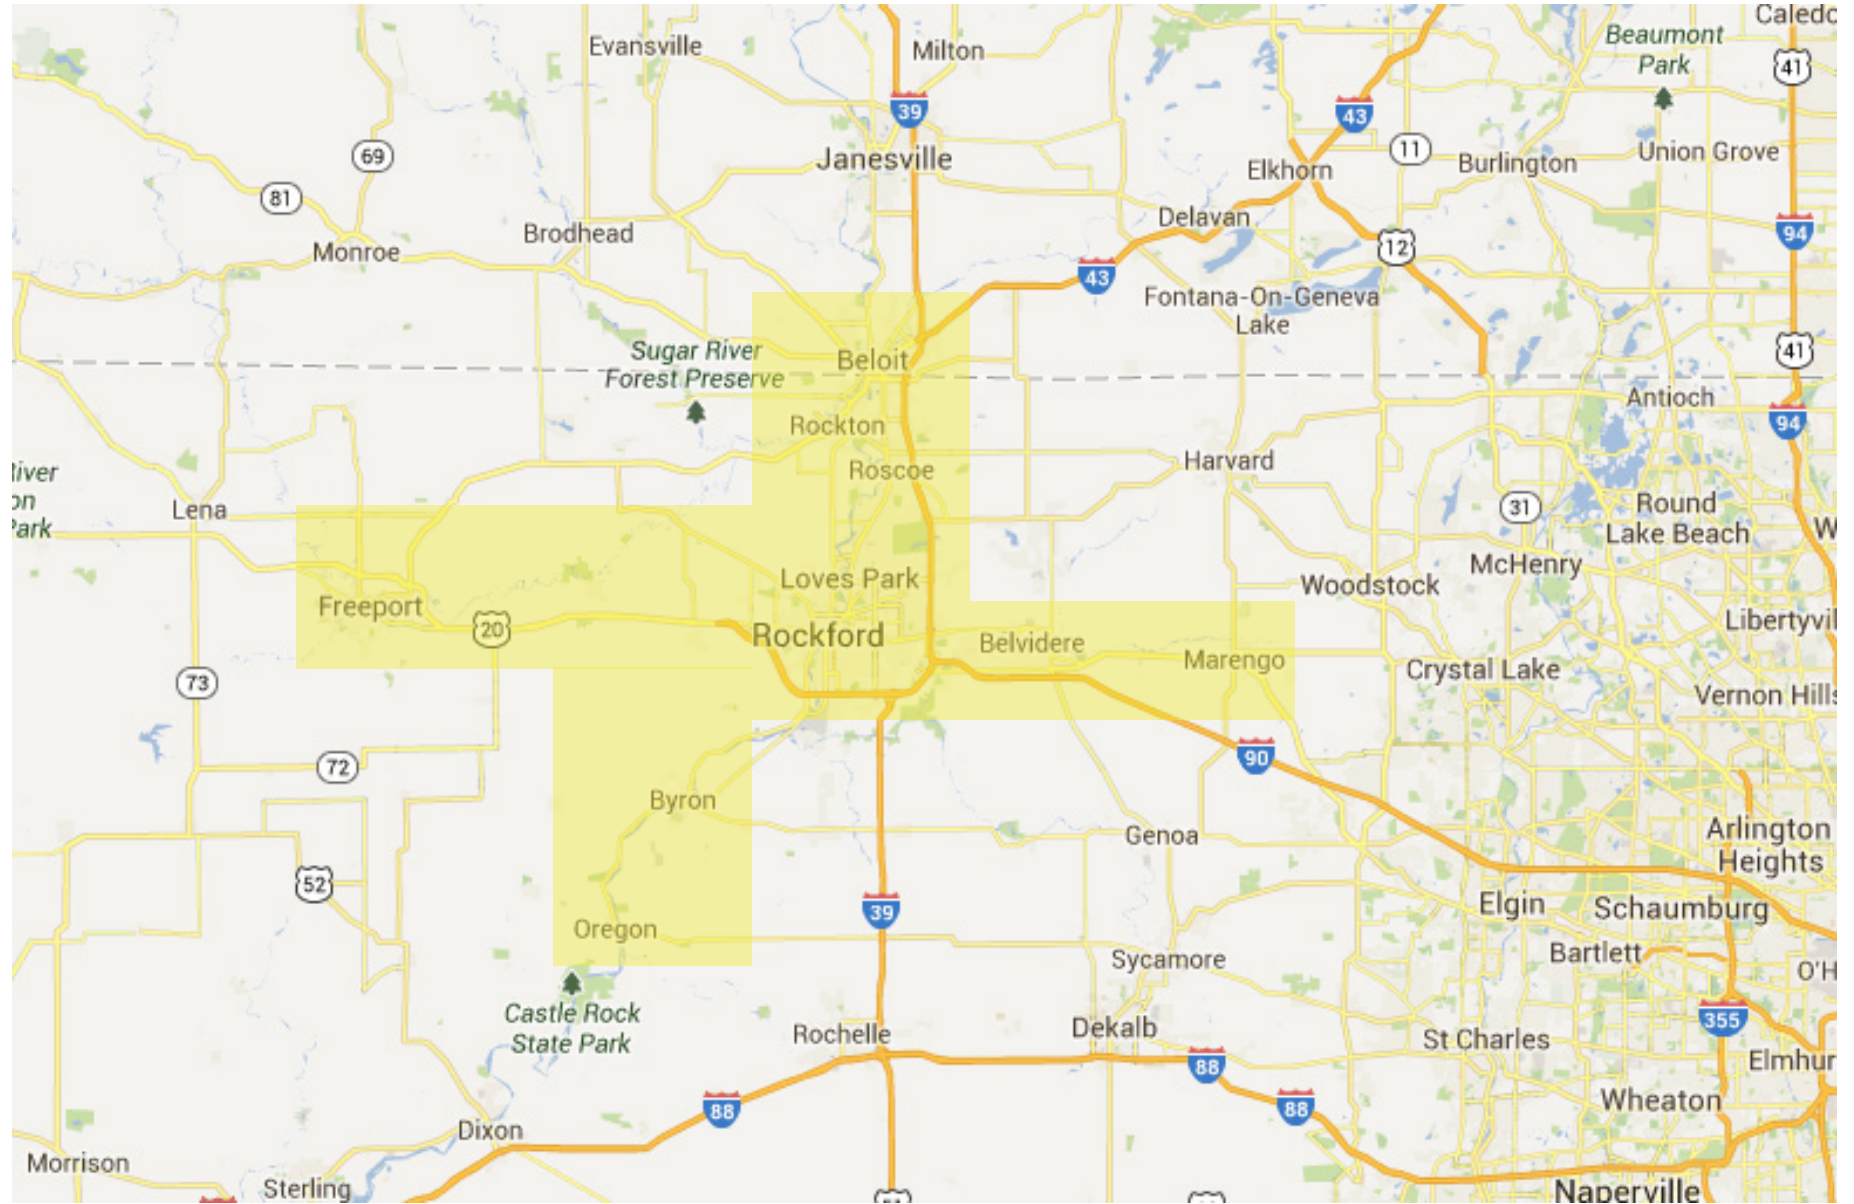 Caledo
Beaumont
Park
41
Evansville
Milton
39
43
69
11
Janesville
Union Grove
Burlington
Elkhorn
81
Delavan
Brodhead
94
Monroe
12
43
Fontana-On-Geneva
Lake
Sugar River
Forest Preserve
Beloit
41
Antioch
94
Rockton
Roscoe
Harvard
River
on
Park
Lena
31
Round
Lake Beach
W
McHenry
Loves Park
Woodstock
Freeport
20
Rockford
Belvidere
Libertyvil
Marengo
Crystal Lake
73
Vernon Hills
72
90
Byron
Genoa
Arlington
Heights
52
39
Elgin
Schaumburg
Oregon
Bartlett
Sycamore
O'H
Castle Rock
State Park
355
Rochelle
Dekalb
St Charles
Elmhur
88
88
88
Wheaton
Dixon
Morrison
Sterling
Naperville